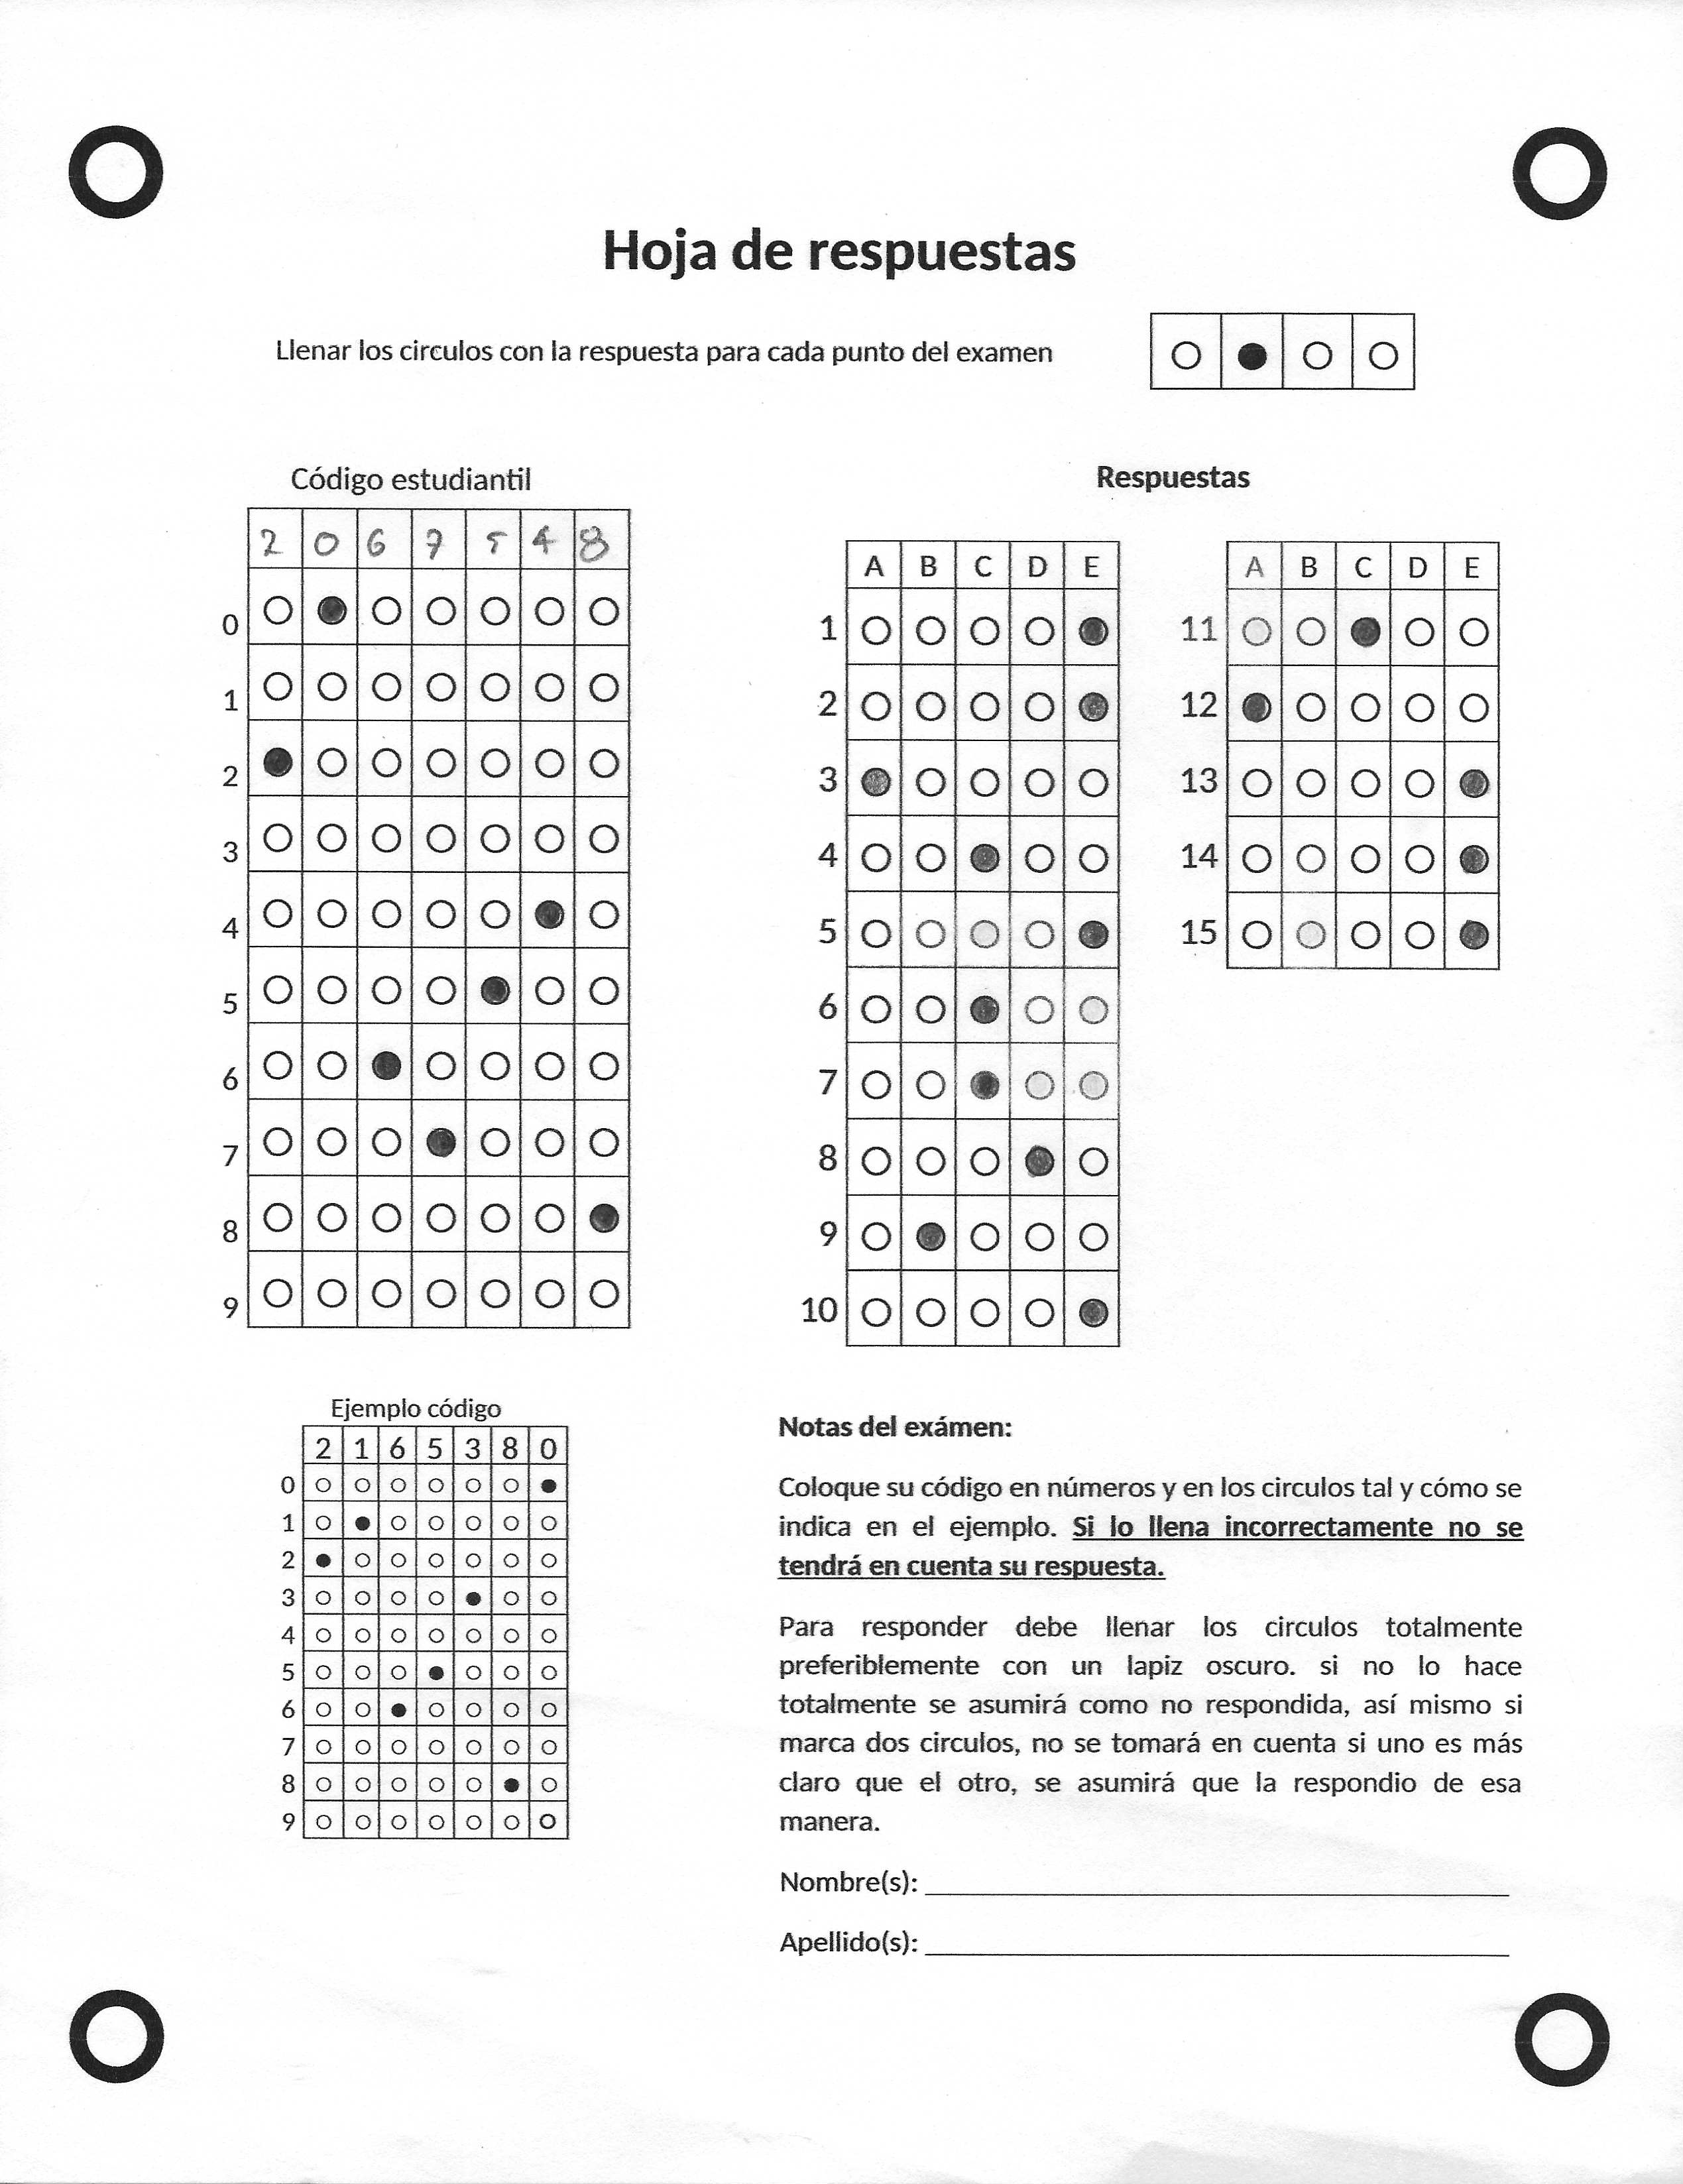 Hoja de respuestas
Llenar los circulos con la respuesta para cada punto del examen
Código estudiantil
2 0 6 7 5 4 8
0
1
2
3
4
5
6
7
8
9
Respuestas
A B C D E
1
2
3
4
5
6
7
8
9
10
A B C D E
11
12
13
14
15
Ejemplo código
2 1 6 5 3 8 0
0
1
2
3
4
5
6
7
8
9
Notas del exámen:
Coloque su código en números y en los circulos tal y cómo se
indica en el ejemplo. Si lo llena incorrectamente no se
tendrá en cuenta su respuesta.
Para responder debe llenar los circulos totalmente
preferiblemente con un lapiz oscuro. si no lo hace
totalmente se asumirá como no respondida, así mismo si
marca dos circulos, no se tomará en cuenta si uno es más
claro que el otro, se asumirá que la respondio de esa
manera.
Nombre(s):
Apellido(s):